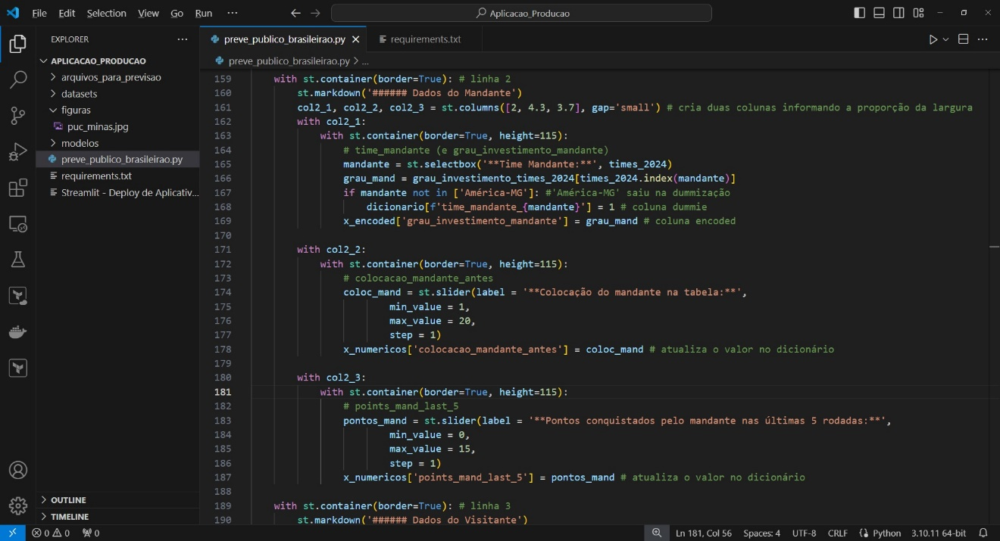 File Edit Selection View Go Run ··· Aplicacao_Producao
EXPLORER ···
APLICACAO_PRODUCAO
arquivos_para_previsao
datasets
figuras
puc_minas.jpg
modelos
preve_publico_brasileirao.py
requirements.txt
Streamlit - Deploy de Aplicativ...
OUTLINE
TIMELINE
preve_publico_brasileirao.py requirements.txt
preve_publico_brasileirao.py > ...
159 with st.container(border=True): # linha 2
160 st.markdown('###### Dados do Mandante')
161 col2_1, col2_2, col2_3 = st.columns([2, 4.3, 3.7], gap='small') # cria duas colunas informando a proporção da largura
162 with col2_1:
163 with st.container(border=True, height=115):
164 # time_mandante (e grau_investimento_mandante)
165 mandante = st.selectbox('**Time Mandante:**', times_2024)
166 grau_mand = grau_investimento_times_2024[times_2024.index(mandante)]
167 if mandante not in ['América-MG']: #'América-MG' saiu na dummização
168 dicionario[f'time_mandante_{mandante}'] = 1 # coluna dummie
169 x_encoded['grau_investimento_mandante'] = grau_mand # coluna encoded
170
171 with col2_2:
172 with st.container(border=True, height=115):
173 # colocacao_mandante_antes
174 coloc_mand = st.slider(label = '**Colocação do mandante na tabela:**',
175 min_value = 1,
176 max_value = 20,
177 step = 1)
178 x_numericos['colocacao_mandante_antes'] = coloc_mand # atualiza o valor no dicionário
179
180 with col2_3:
181 with st.container(border=True, height=115):
182 # points_mand_last_5
183 pontos_mand = st.slider(label = '**Pontos conquistados pelo mandante nas últimas 5 rodadas:**',
184 min_value = 0,
185 max_value = 15,
186 step = 1)
187 x_numericos['points_mand_last_5'] = pontos_mand # atualiza o valor no dicionário
188
189 with st.container(border=True): # linha 3
190 st.markdown('###### Dados do Visitante')
0 0 0 Ln 181, Col 56 Spaces: 4 UTF-8 CRLF Python 3.10.11 64-bit